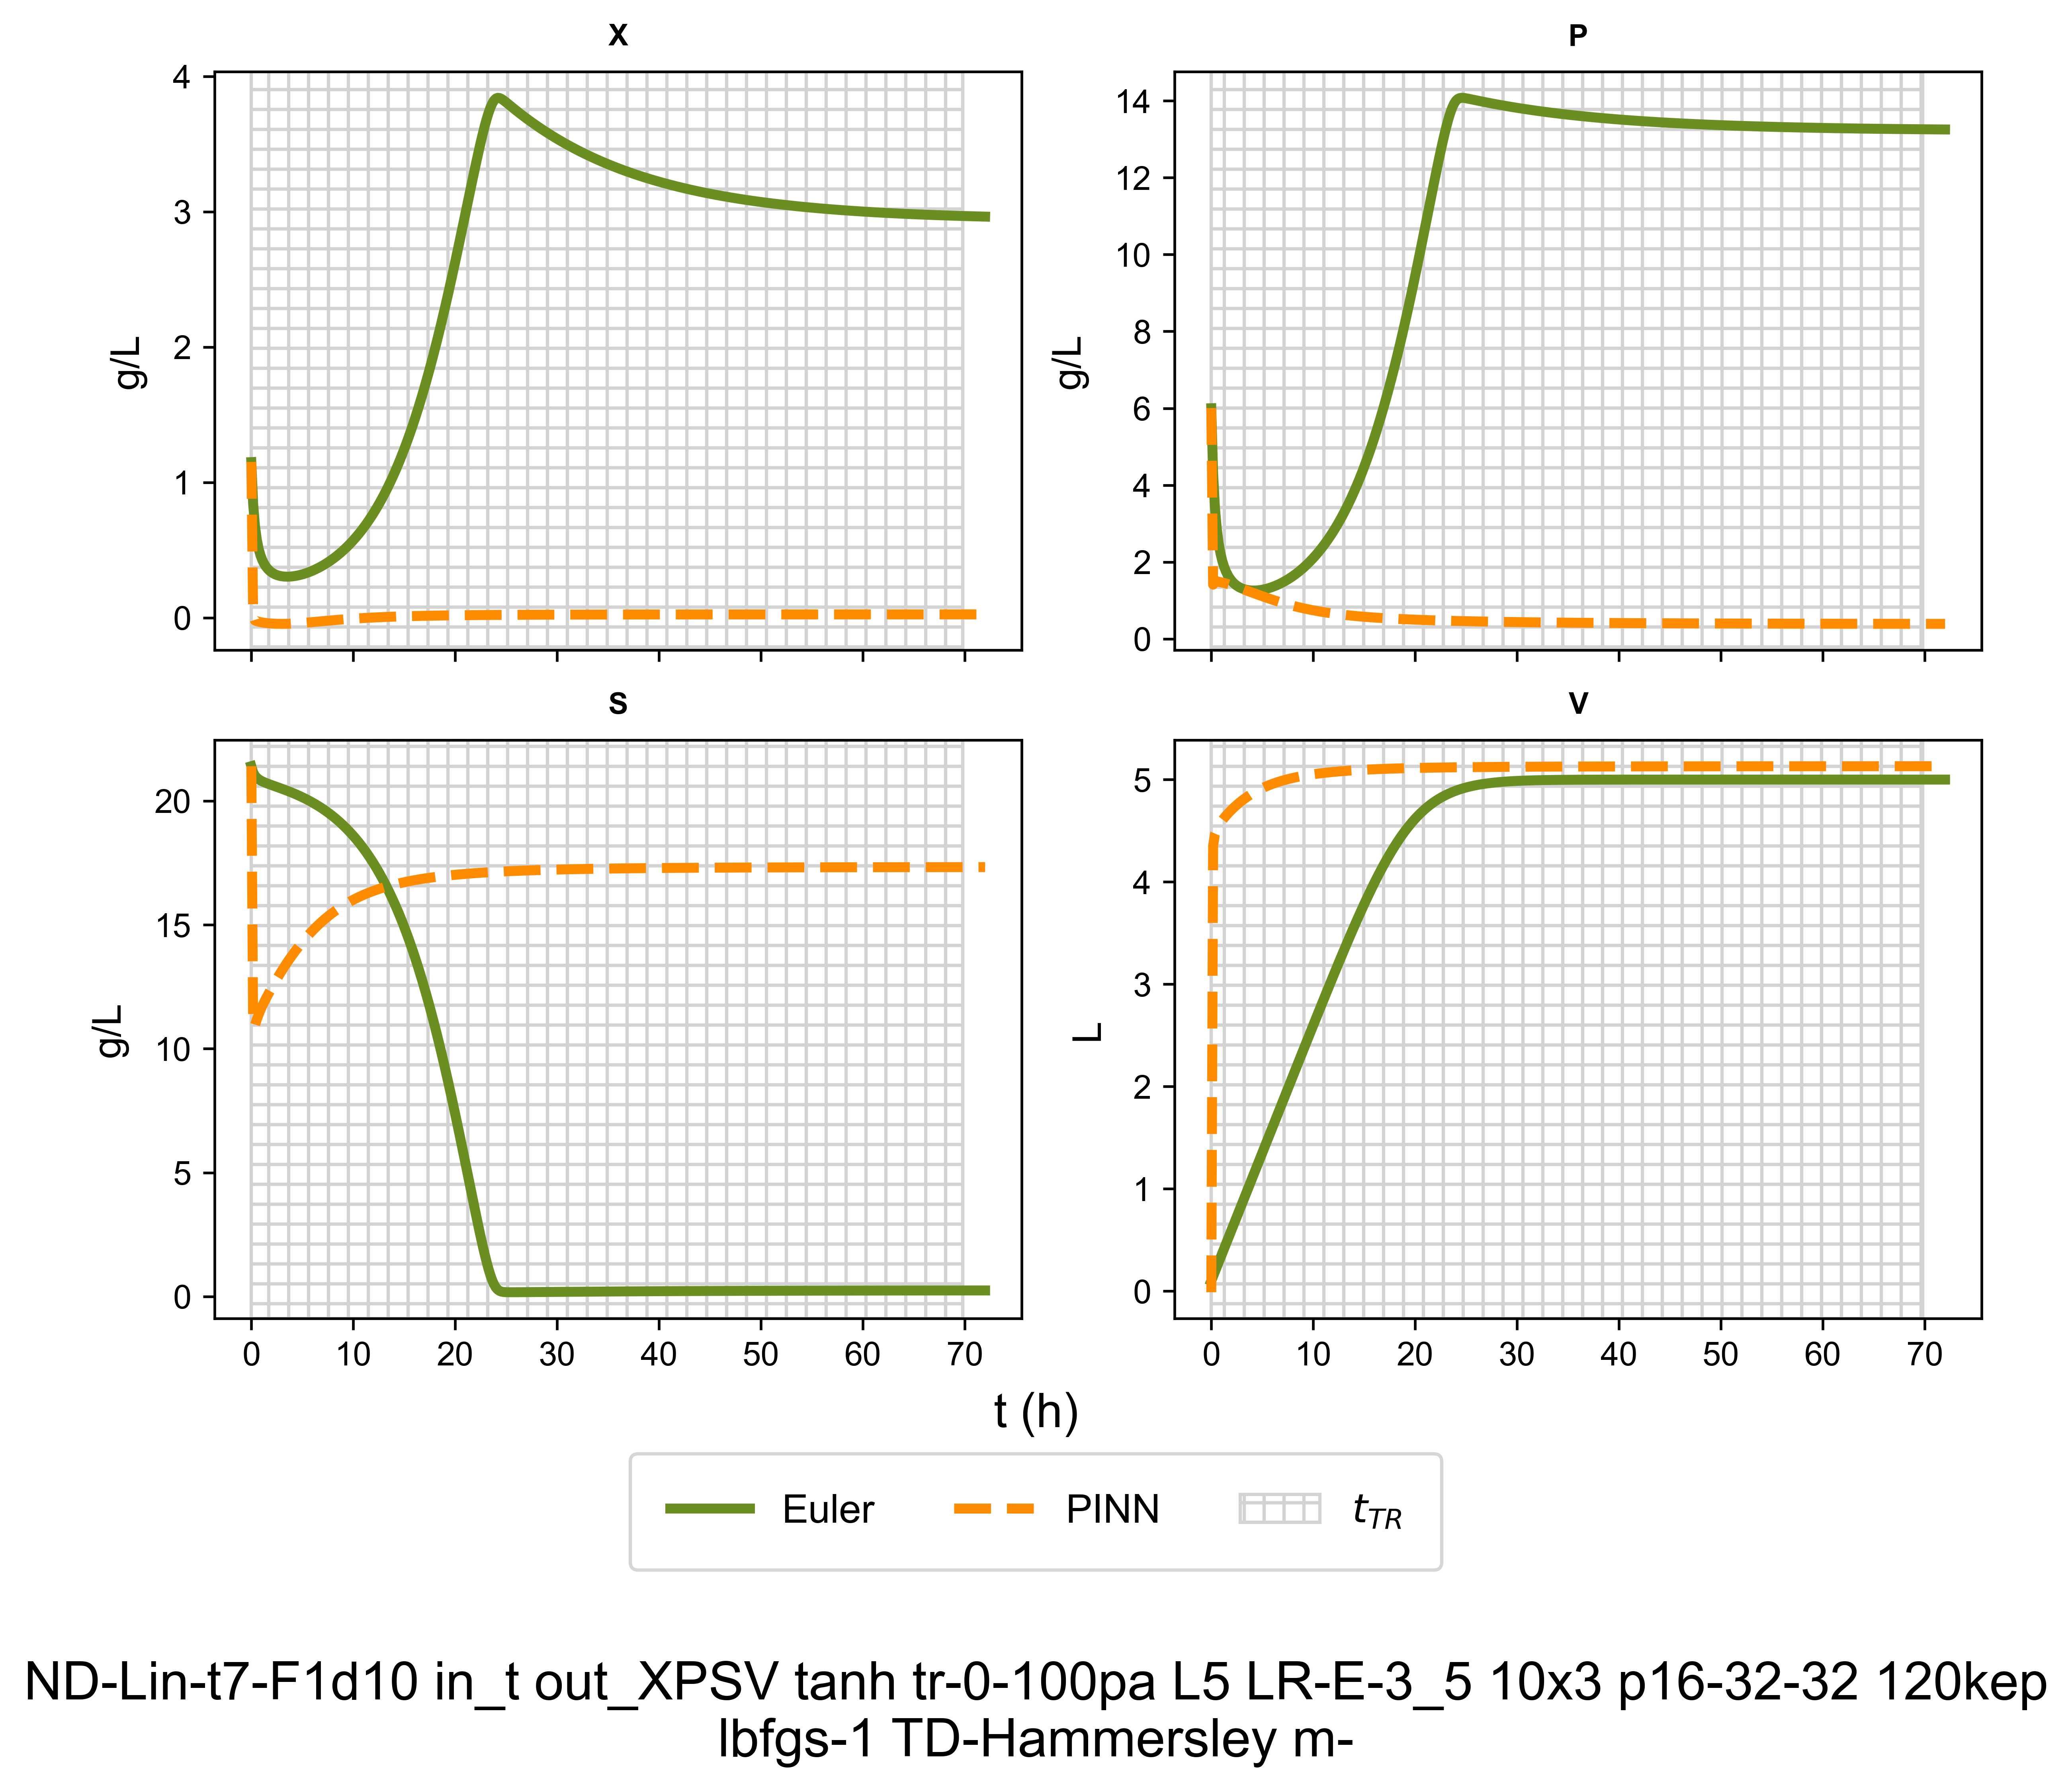 X
P
4
3
2
1
0
g/L
14
12
10
8
6
4
2
0
g/L
S
V
20
15
10
5
0
g/L
5
4
3
2
1
0
L
0 10 20 30 40 50 60 70
0 10 20 30 40 50 60 70
t (h)
Euler PINN t_TR
ND-Lin-t7-F1d10 in_t out_XPSV tanh tr-0-100pa L5 LR-E-3_5 10x3 p16-32-32 120kep
lbfgs-1 TD-Hammersley m-